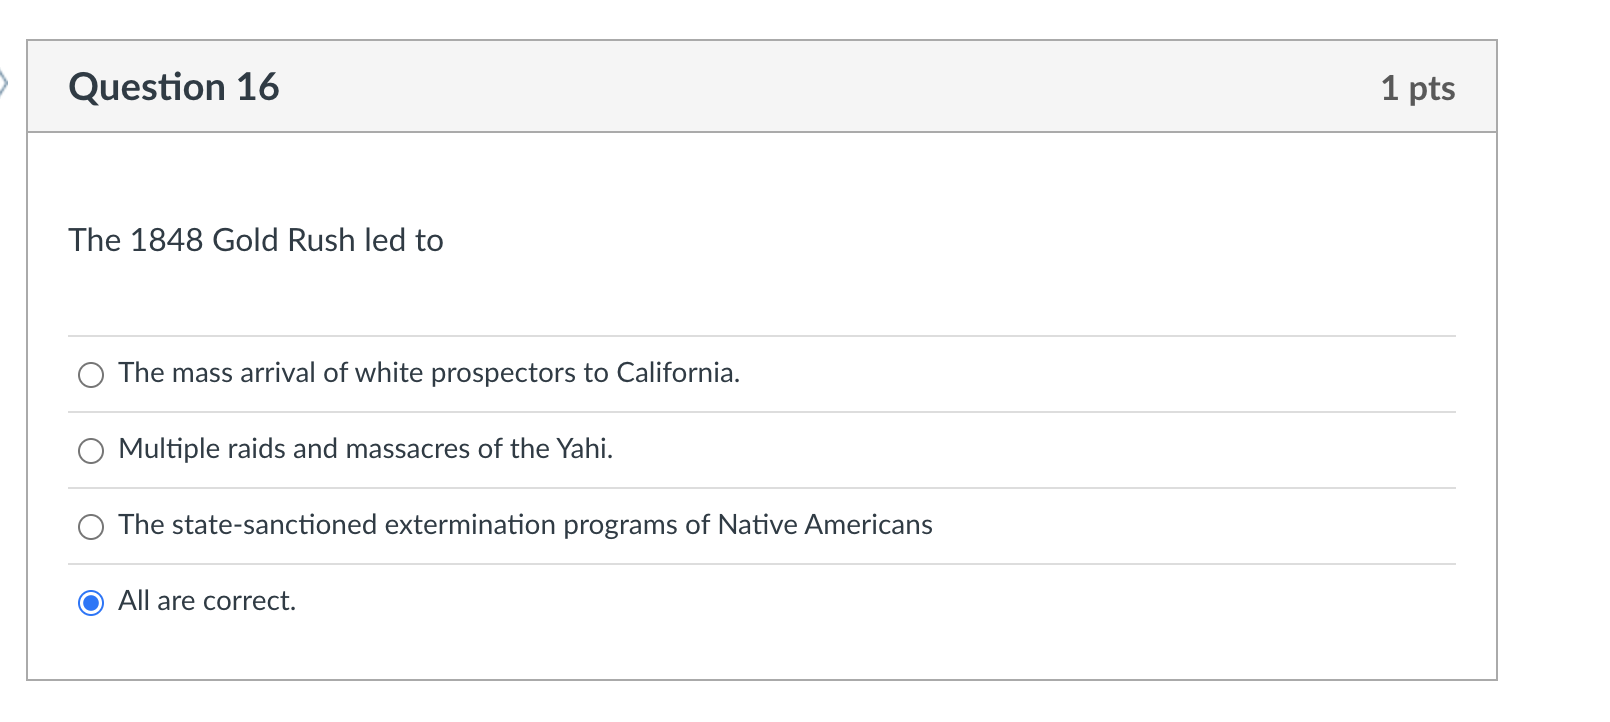 Question 16
1 pts
The 1848 Gold Rush led to
The mass arrival of white prospectors to California.
Multiple raids and massacres of the Yahi.
The state-sanctioned extermination programs of Native Americans
All are correct.